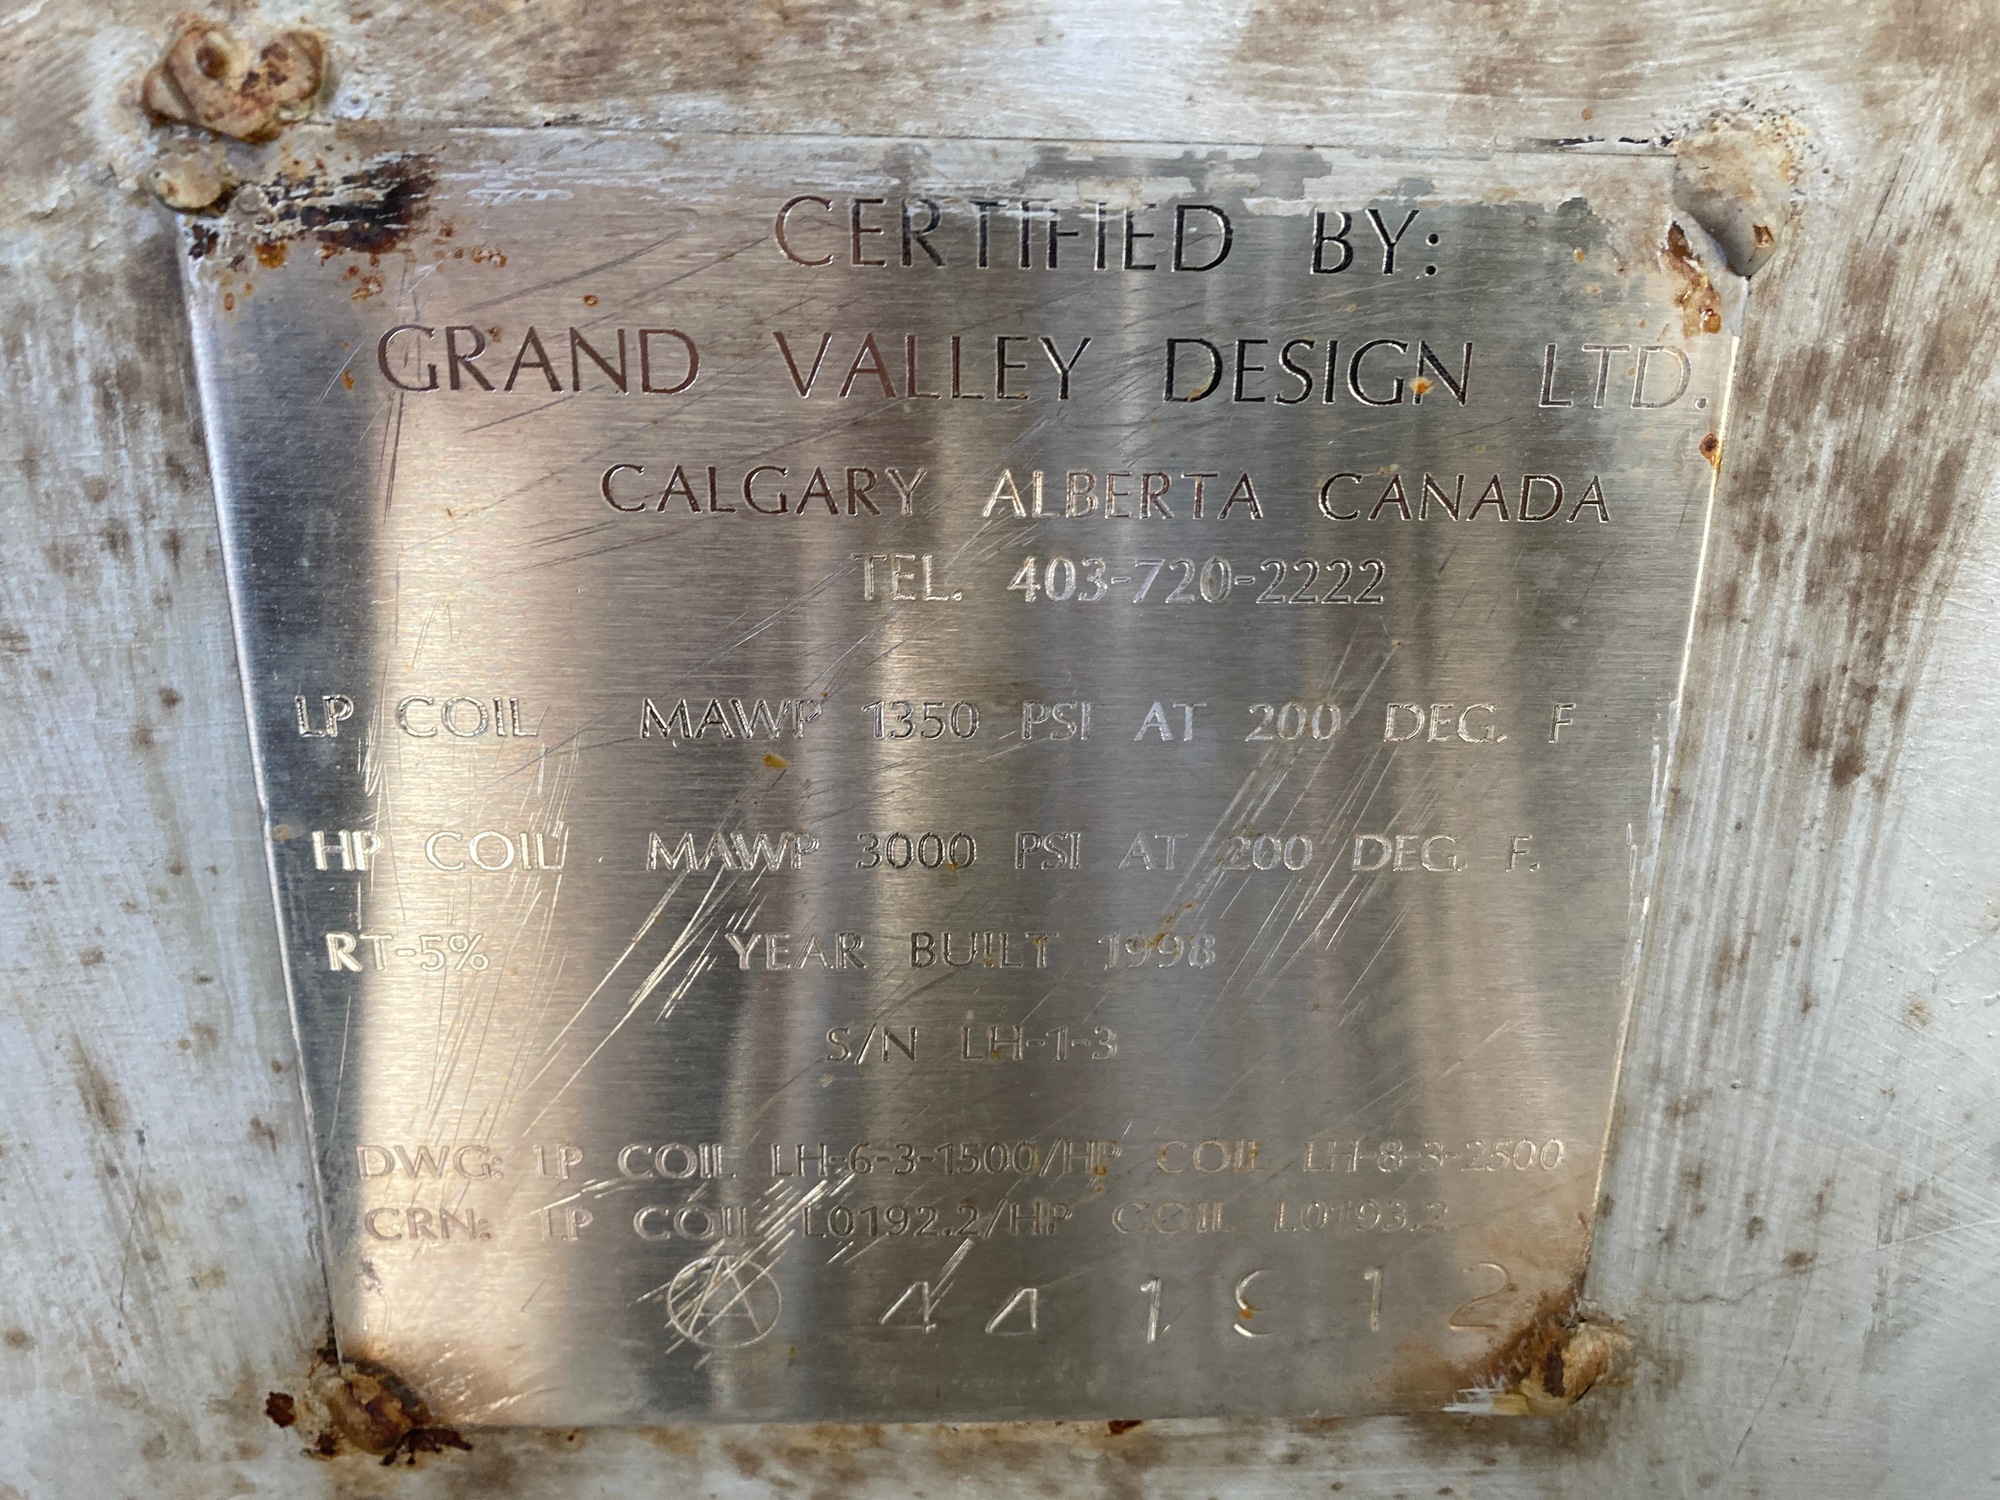 CERTIFIED BY:
GRAND VALLEY DESIGN LTD.
CALGARY ALBERTA CANADA
TEL. 403-720-2222
LP COIL MAWP 1350 PSI AT 200 DEG. F
HP COIL MAWP 3000 PSI AT 200 DEG. F.
RT-5% YEAR BUILT 1998
S/N LH-1-3
DWG: LP COIL LH-6-3-1500/HP COIL LH-8-3-2500
CRN: LP COIL L0192.2/HP COIL L0193.2
A 441912